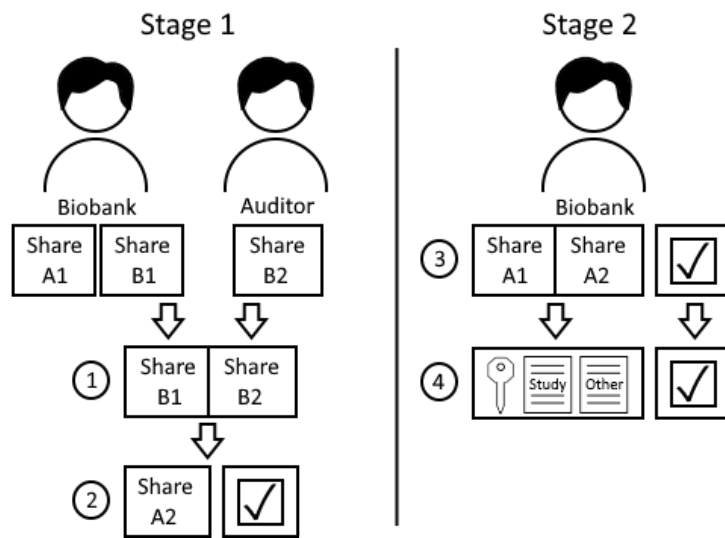 Stage 1
Stage 2
Biobank
Auditor
Biobank
Share
A1
Share
B1
Share
B2
3
Share
A1
Share
A2
1
Share
B1
Share
B2
4
Study
Other
2
Share
A2